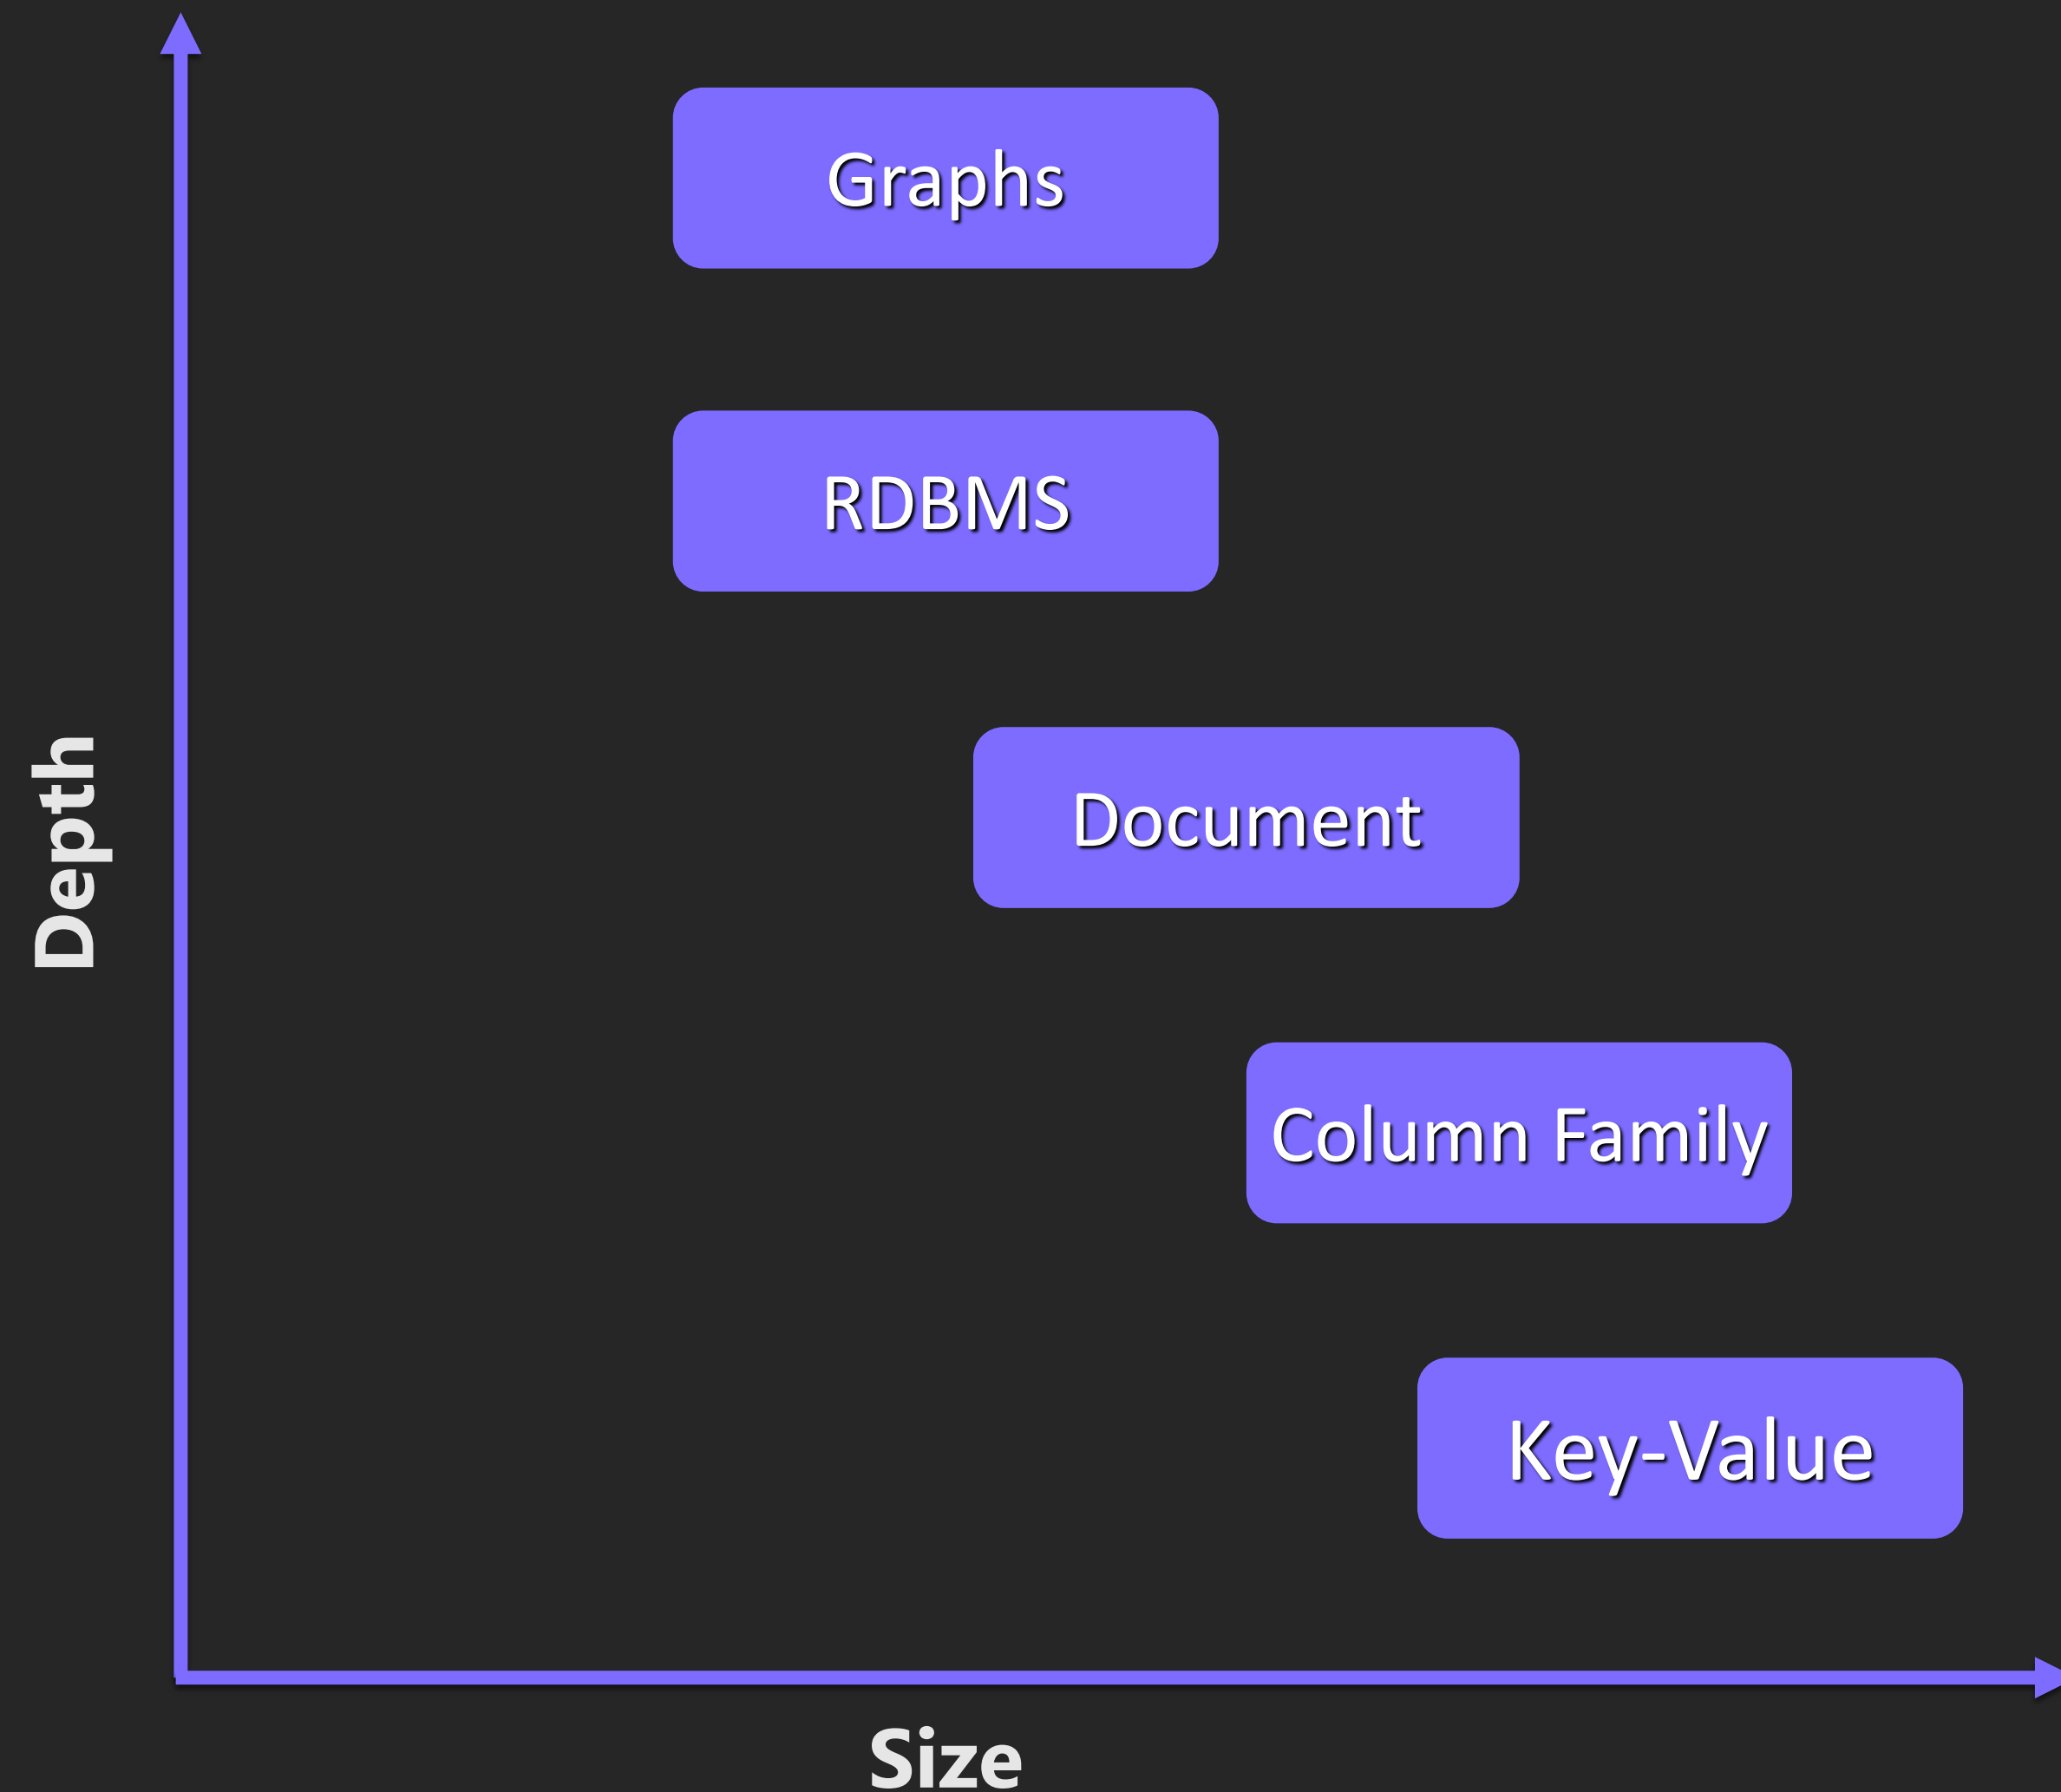 Graphs
RDBMS
Document
Column Family
Key-Value
Depth
Size